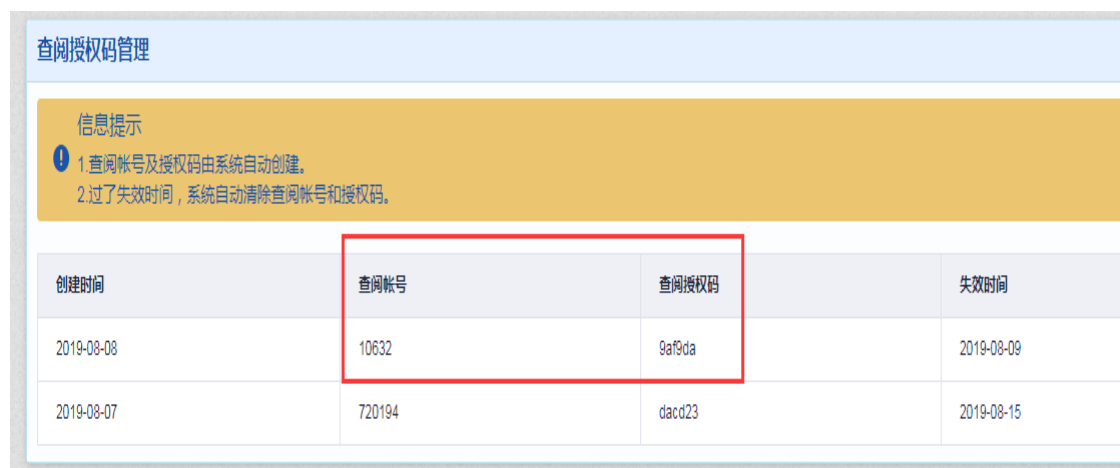 查阅授权码管理
信息提示
1.查阅帐号及授权码由系统自动创建。
2.过了失效时间，系统自动清除查阅帐号和授权码。
创建时间 查阅帐号 查阅授权码 失效时间
2019-08-08 10632 9af9da 2019-08-09
2019-08-07 720194 dacd23 2019-08-15